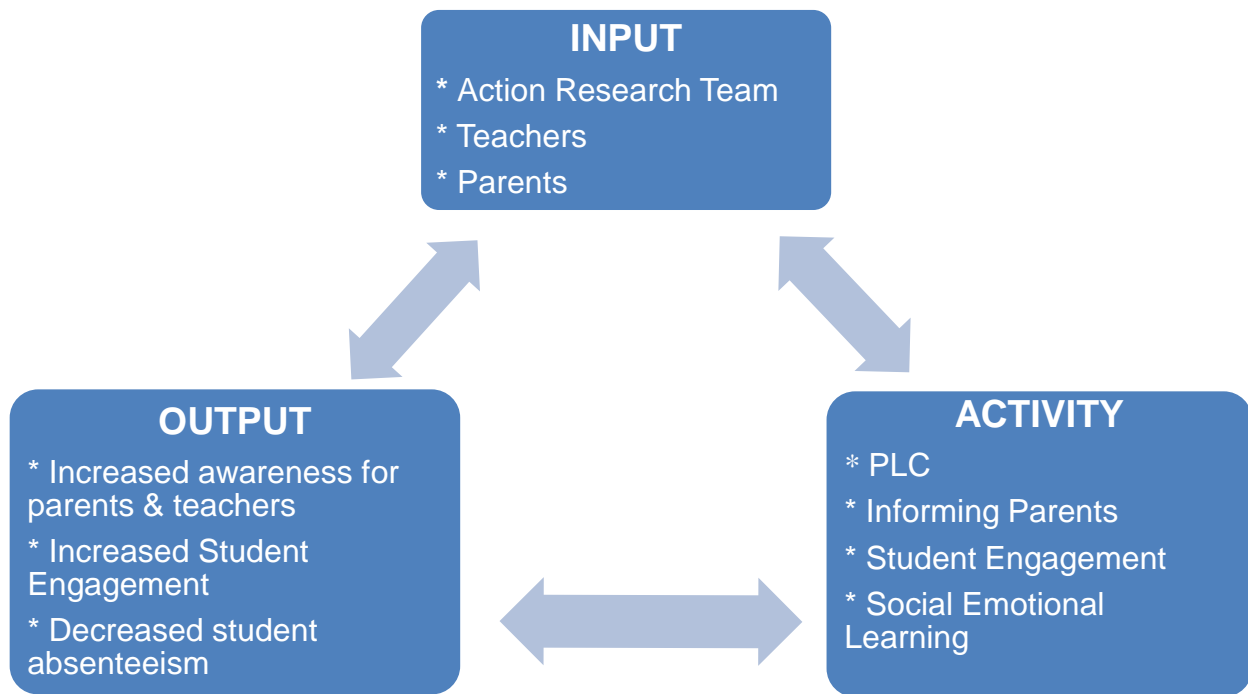 INPUT
* Action Research Team
* Teachers
* Parents
OUTPUT
* Increased awareness for
parents & teachers
* Increased Student
Engagement
* Decreased student
absenteeism
ACTIVITY
* PLC
* Informing Parents
* Student Engagement
* Social Emotional
Learning